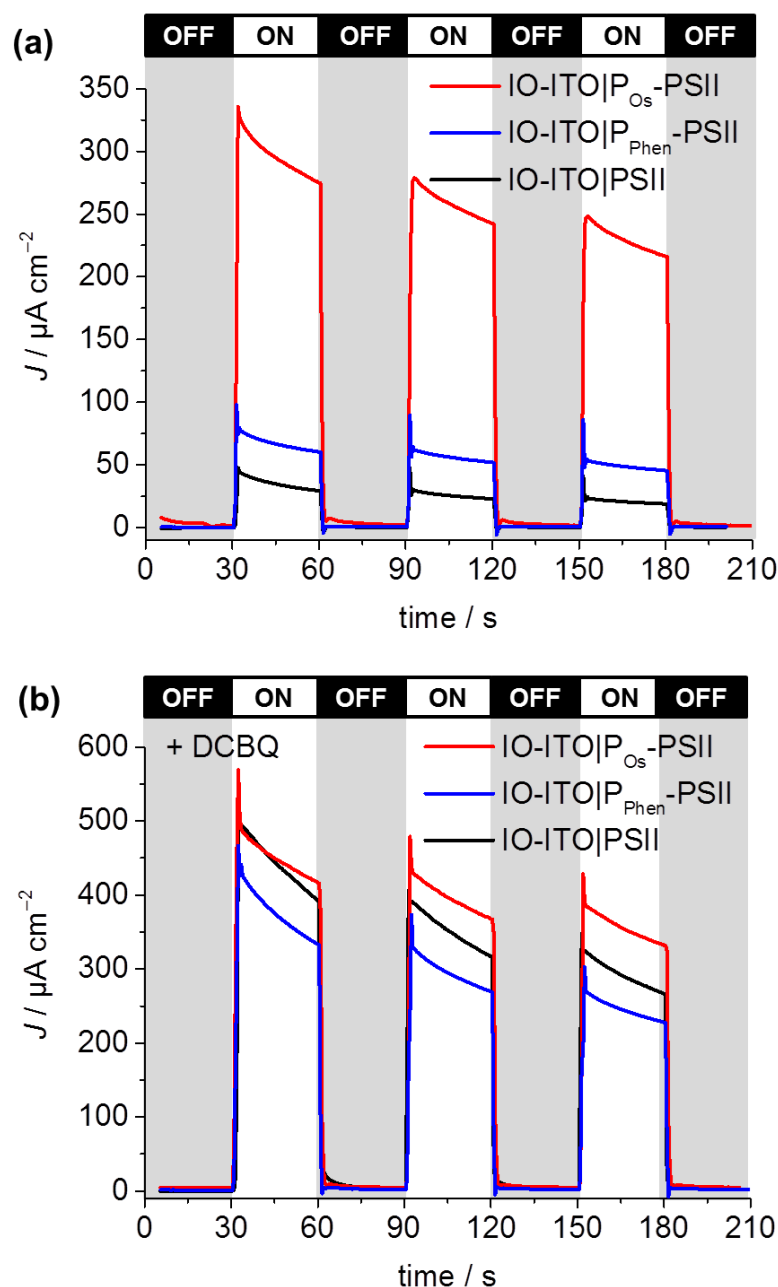 (a)
OFF ON OFF ON OFF ON OFF
IO-ITO|P_Os-PSII
IO-ITO|P_Phen-PSII
IO-ITO|PSII
350
300
250
200
150
100
50
0
J / µA cm⁻²
0 30 60 90 120 150 180 210
time / s
(b)
OFF ON OFF ON OFF ON OFF
+ DCBQ
IO-ITO|P_Os-PSII
IO-ITO|P_Phen-PSII
IO-ITO|PSII
600
500
400
300
200
100
0
J / µA cm⁻²
0 30 60 90 120 150 180 210
time / s